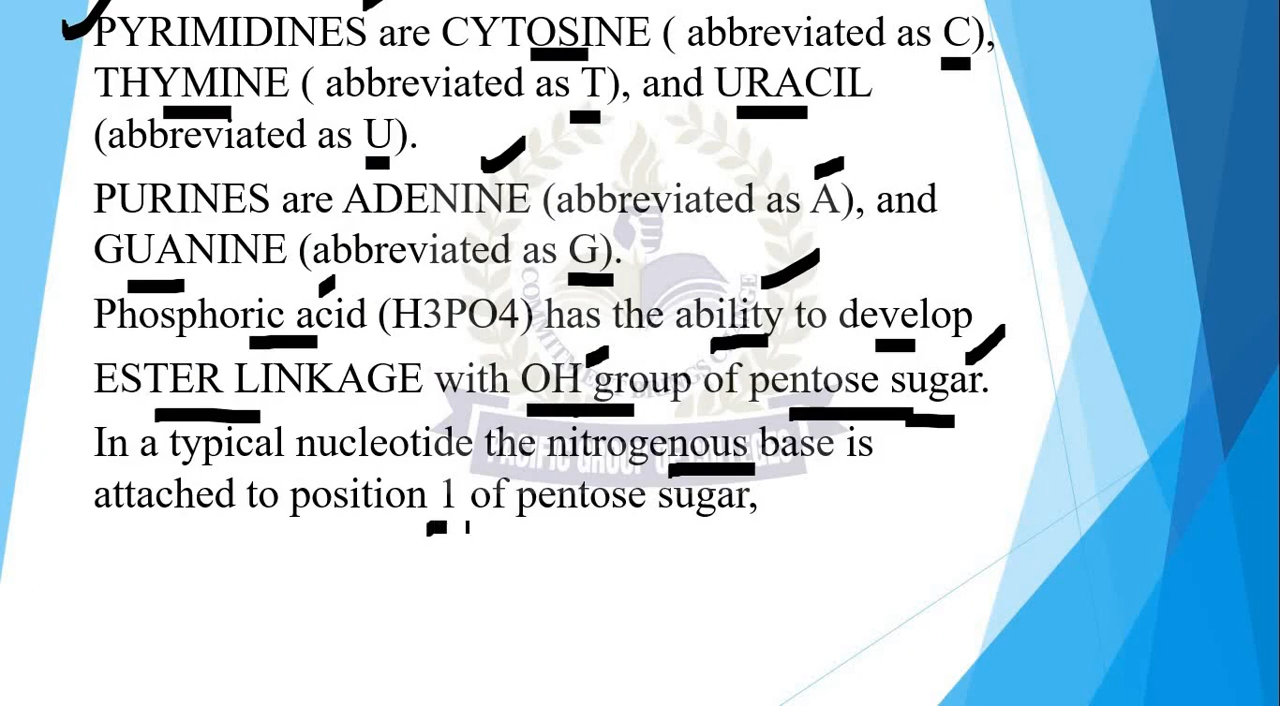 PYRIMIDINES are CYTOSINE ( abbreviated as C),
THYMINE ( abbreviated as T), and URACIL
(abbreviated as U).
PURINES are ADENINE (abbreviated as A), and
GUANINE (abbreviated as G).
Phosphoric acid (H3PO4) has the ability to develop
ESTER LINKAGE with OH group of pentose sugar.
In a typical nucleotide the nitrogenous base is
attached to position 1 of pentose sugar,